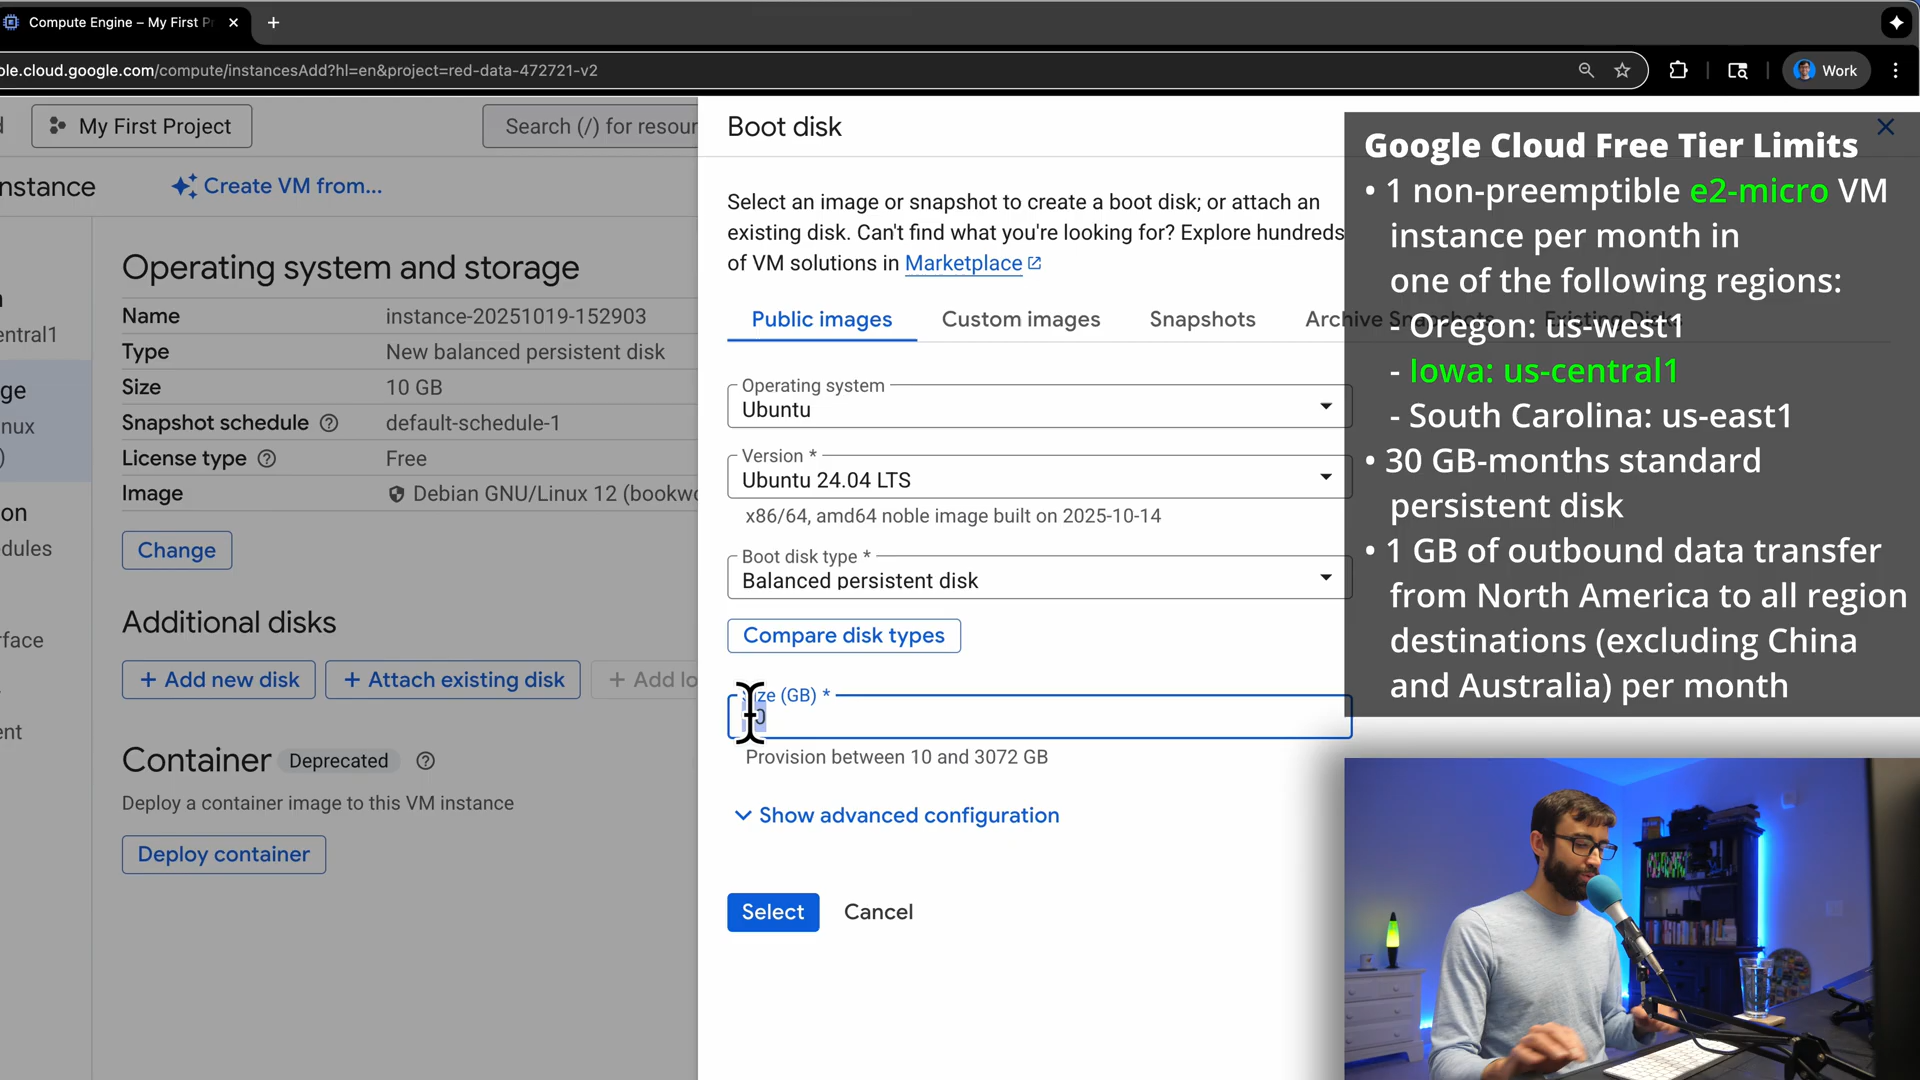 Compute Engine – My First P
ole.cloud.google.com/compute/instancesAdd?hl=en&project=red-data-472721-v2
Work
My First Project
Search (/) for resour
nstance
Create VM from...
entral1
ge
nux
)
on
dules
rface
ent
Operating system and storage
Name instance-20251019-152903
Type New balanced persistent disk
Size 10 GB
Snapshot schedule default-schedule-1
License type Free
Image Debian GNU/Linux 12 (bookwo
Change
Additional disks
+ Add new disk + Attach existing disk + Add lo
Container Deprecated
Deploy a container image to this VM instance
Deploy container
Boot disk
Select an image or snapshot to create a boot disk; or attach an
existing disk. Can't find what you're looking for? Explore hundreds
of VM solutions in Marketplace
Public images Custom images Snapshots Archive Snapshots Existing Disks
Operating system
Ubuntu
Version *
Ubuntu 24.04 LTS
x86/64, amd64 noble image built on 2025-10-14
Boot disk type *
Balanced persistent disk
Compare disk types
ize (GB) *
0
Provision between 10 and 3072 GB
Show advanced configuration
Select Cancel
Google Cloud Free Tier Limits
• 1 non-preemptible e2-micro VM
instance per month in
one of the following regions:
- Oregon: us-west1
- Iowa: us-central1
- South Carolina: us-east1
• 30 GB-months standard
persistent disk
• 1 GB of outbound data transfer
from North America to all region
destinations (excluding China
and Australia) per month